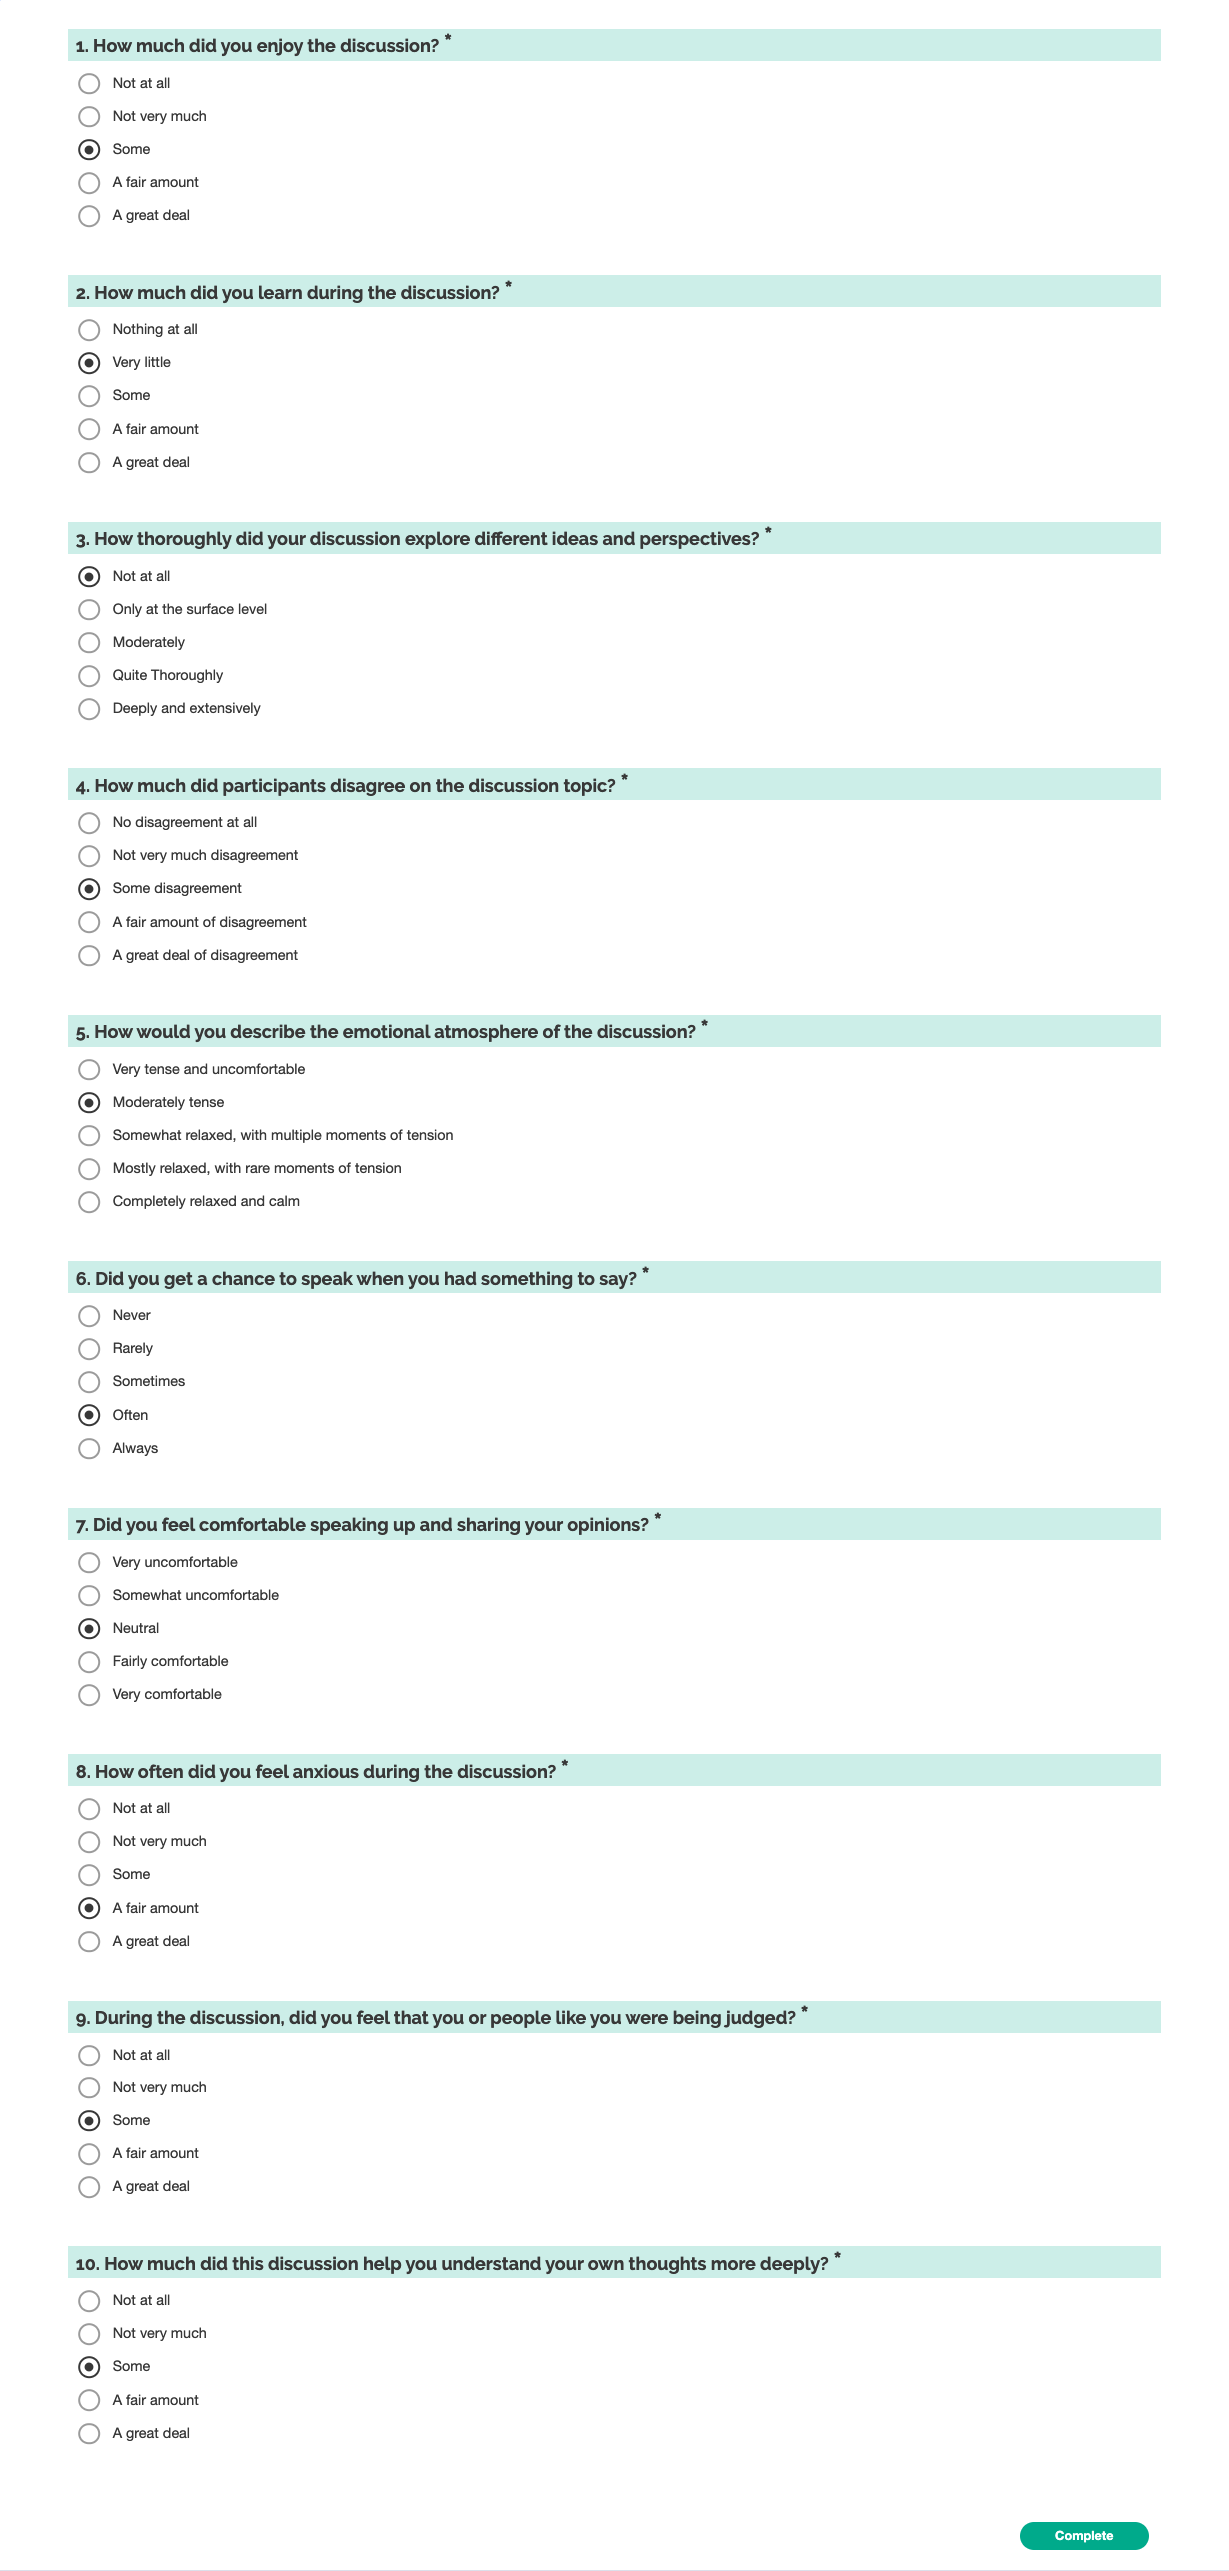 1. How much did you enjoy the discussion? *
Not at all
Not very much
Some
A fair amount
A great deal
2. How much did you learn during the discussion? *
Nothing at all
Very little
Some
A fair amount
A great deal
3. How thoroughly did your discussion explore different ideas and perspectives? *
Not at all
Only at the surface level
Moderately
Quite Thoroughly
Deeply and extensively
4. How much did participants disagree on the discussion topic? *
No disagreement at all
Not very much disagreement
Some disagreement
A fair amount of disagreement
A great deal of disagreement
5. How would you describe the emotional atmosphere of the discussion? *
Very tense and uncomfortable
Moderately tense
Somewhat relaxed, with multiple moments of tension
Mostly relaxed, with rare moments of tension
Completely relaxed and calm
6. Did you get a chance to speak when you had something to say? *
Never
Rarely
Sometimes
Often
Always
7. Did you feel comfortable speaking up and sharing your opinions? *
Very uncomfortable
Somewhat uncomfortable
Neutral
Fairly comfortable
Very comfortable
8. How often did you feel anxious during the discussion? *
Not at all
Not very much
Some
A fair amount
A great deal
9. During the discussion, did you feel that you or people like you were being judged? *
Not at all
Not very much
Some
A fair amount
A great deal
10. How much did this discussion help you understand your own thoughts more deeply? *
Not at all
Not very much
Some
A fair amount
A great deal
Complete